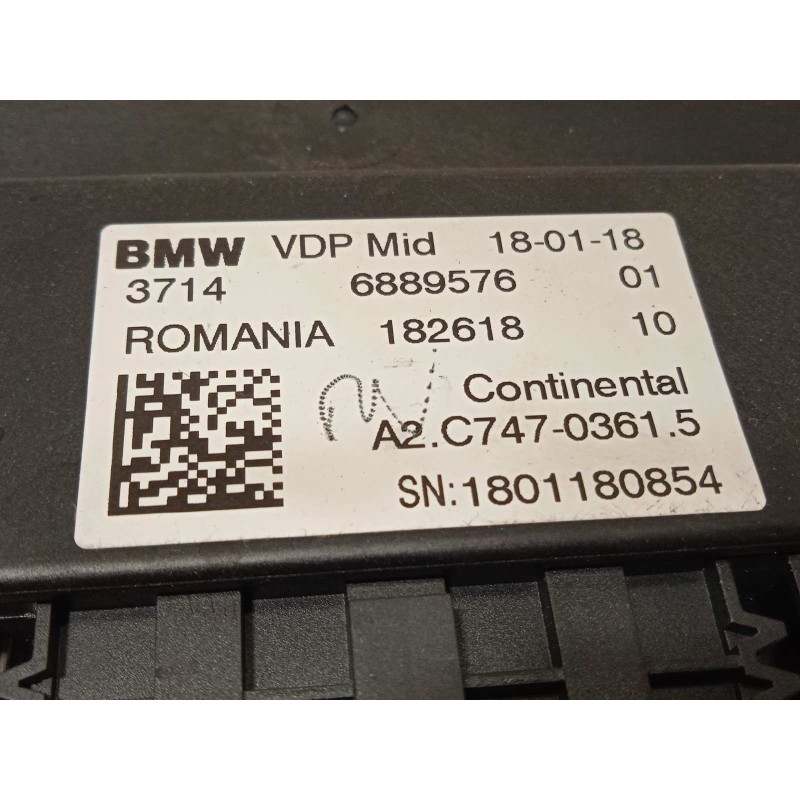 BMW VDP Mid 18-01-18
3714 6889576 01
ROMANIA 182618 10
Continental
A2.C747-0361.5
SN:1801180854